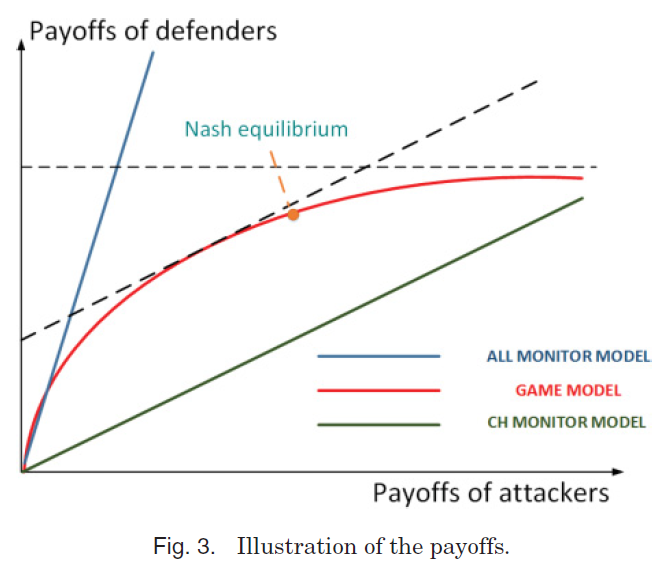 Payoffs of defenders
Nash equilibrium
ALL MONITOR MODEL
GAME MODEL
CH MONITOR MODEL
Payoffs of attackers
Fig. 3. Illustration of the payoffs.